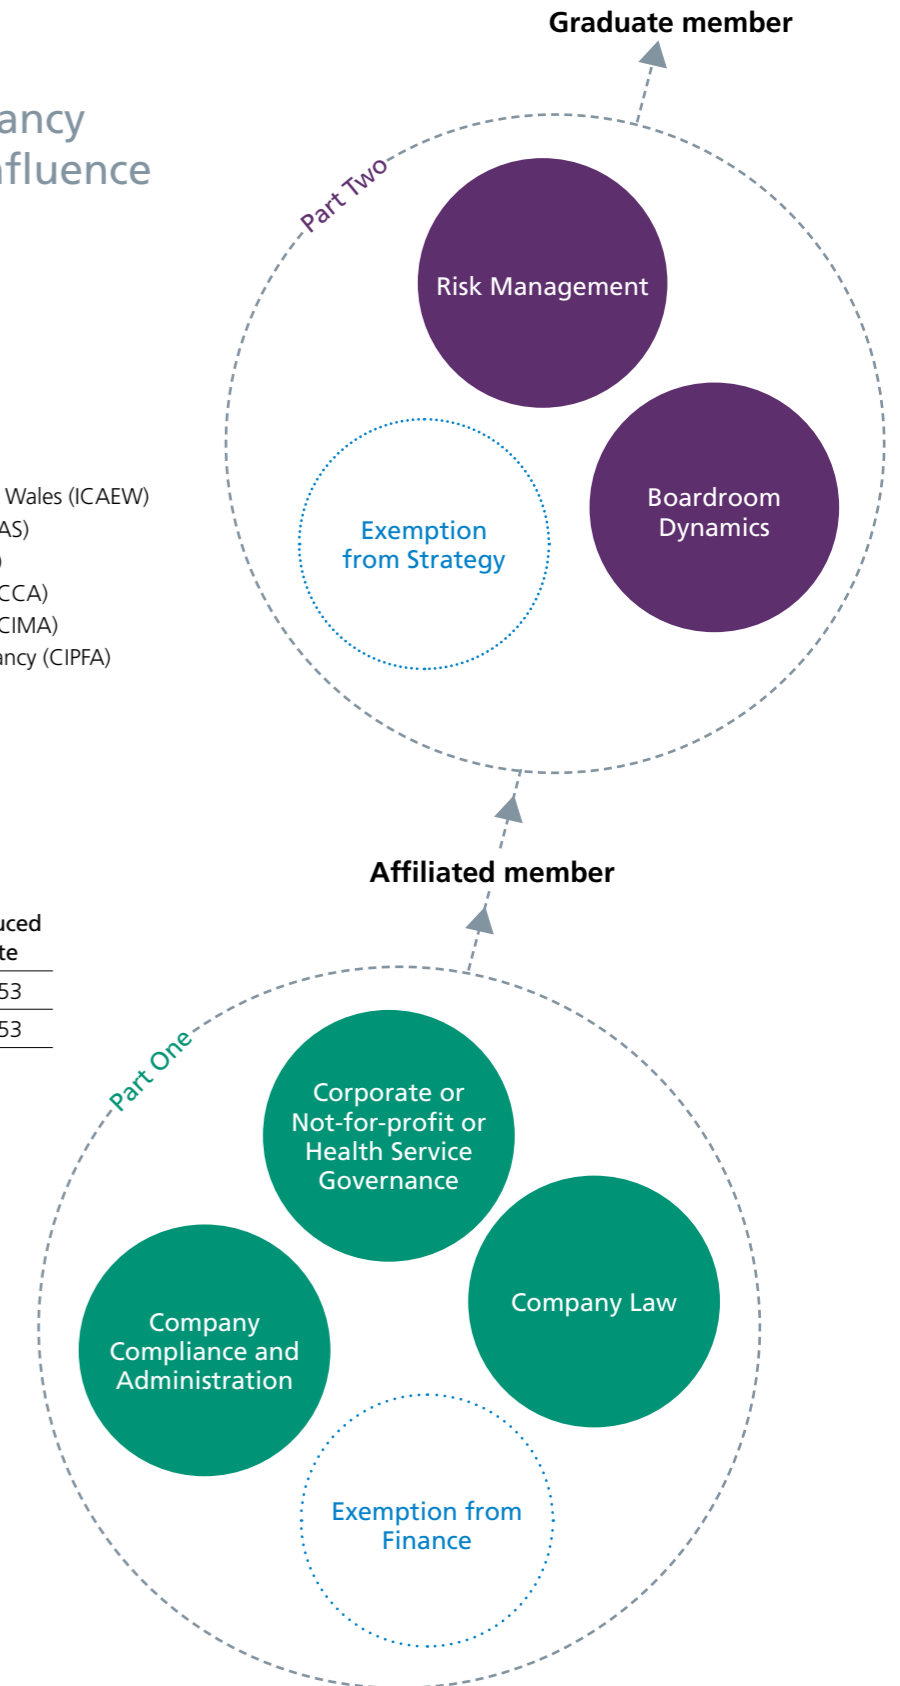 Graduate member
ancy
nfluence
Part Two
Risk Management
Boardroom
Dynamics
Exemption
from Strategy
Wales (ICAEW)
AS)
)
CCA)
CIMA)
ancy (CIPFA)
Affiliated member
uced
te
53
53
Part One
Corporate or
Not-for-profit or
Health Service
Governance
Company Law
Company
Compliance and
Administration
Exemption from
Finance